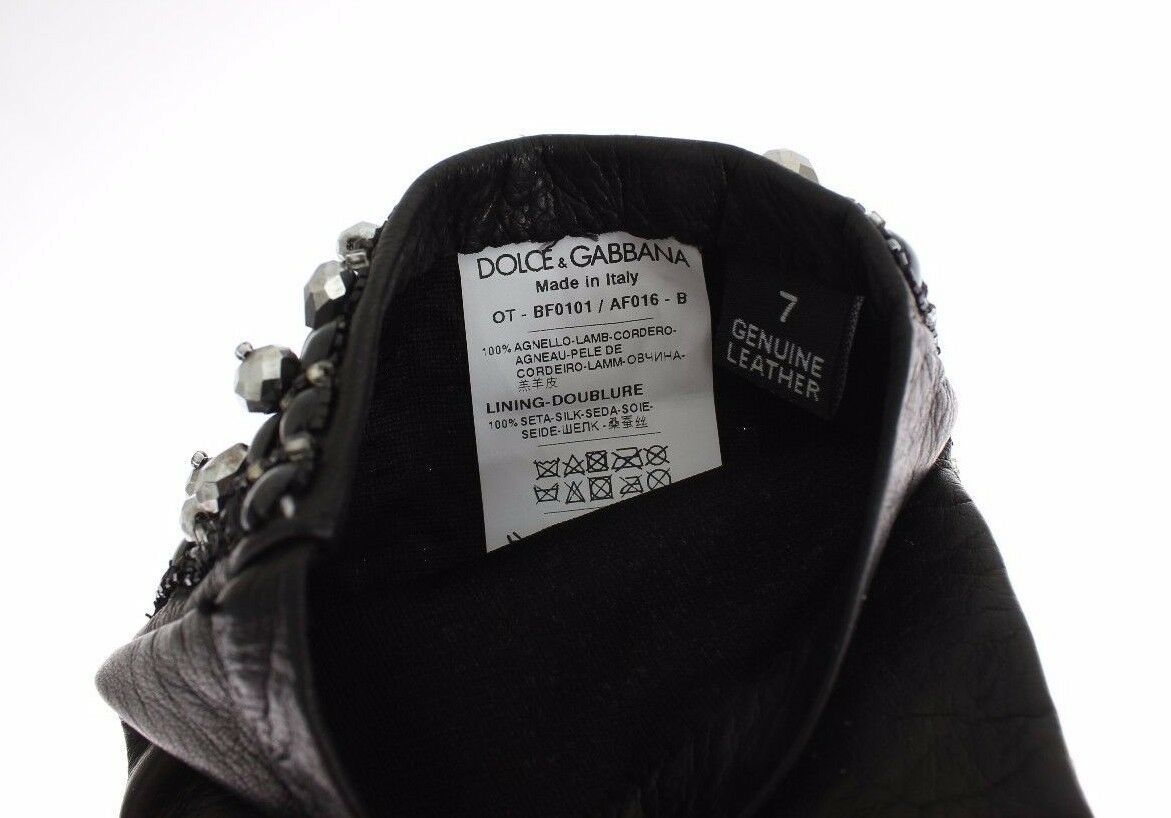 DOLCE & GABBANA
Made in Italy
OT - BF0101 / AF016 - B
100% AGNELLO-LAMB-CORDERO-
AGNEAU-PELE DE
CORDEIRO-LAMM-ОВЧИНА-
羔羊皮
LINING-DOUBLURE
100% SETA-SILK-SEDA-SOIE-
SEIDE-ШЕЛК - 桑蚕丝
7
GENUINE
LEATHER